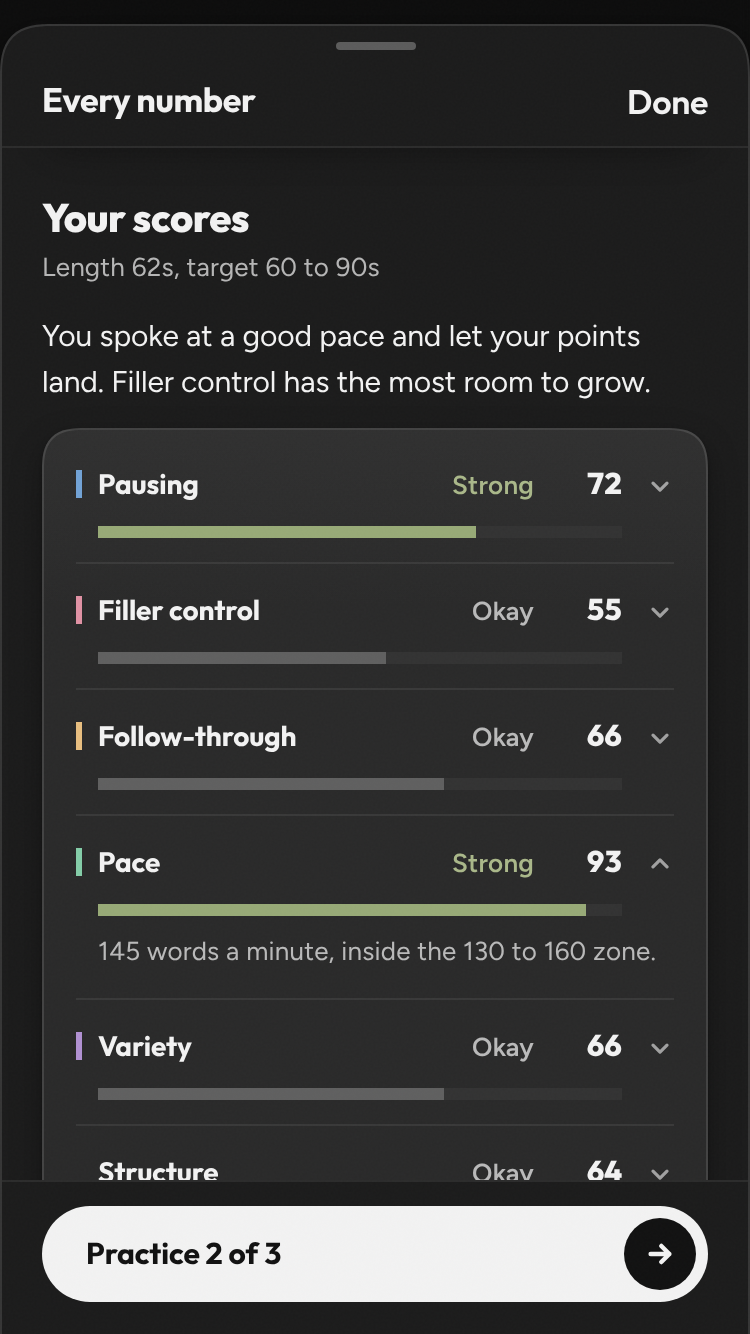 Every number
Done
Your scores
Length 62s, target 60 to 90s
You spoke at a good pace and let your points
land. Filler control has the most room to grow.
Pausing Strong 72
Filler control Okay 55
Follow-through Okay 66
Pace Strong 93
145 words a minute, inside the 130 to 160 zone.
Variety Okay 66
Structure Okay 64
Practice 2 of 3